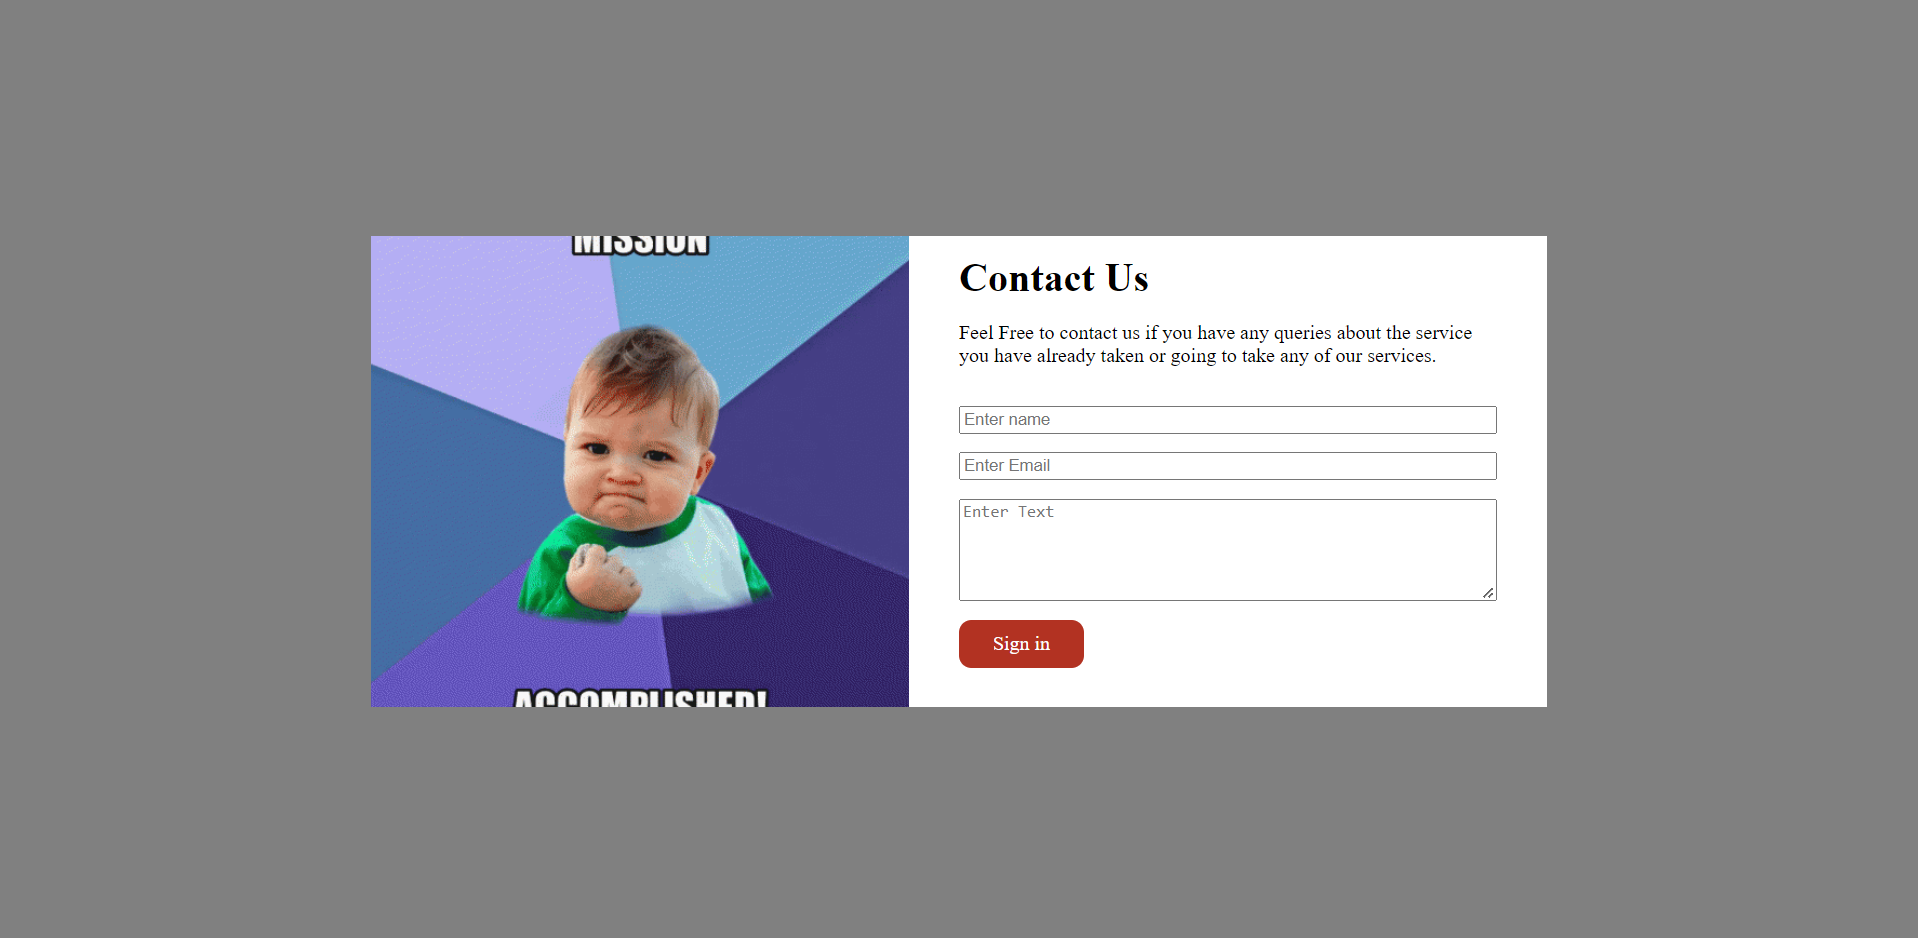 MISSION
ACCOMPLISHED!
Contact Us
Feel Free to contact us if you have any queries about the service
you have already taken or going to take any of our services.
Enter name
Enter Email
Enter Text
Sign in